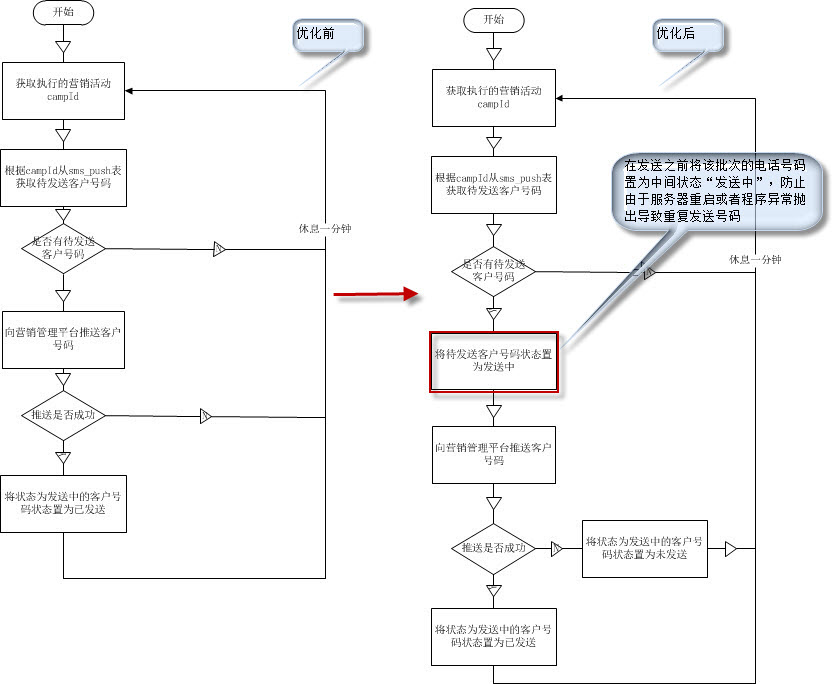 开始
优化前
获取执行的营销活动
campId
根据campId从sms_push表
获取待发送客户号码
休息一分钟
是否有待发送
客户号码
N
向营销管理平台推送客户
号码
推送是否成功
N
将状态为发送中的客户号
码状态置为已发送
开始
优化后
获取执行的营销活动
campId
在发送之前将该批次的电话号码
置为中间状态“发送中”，防止
由于服务器重启或者程序异常抛
出导致重复发送号码
根据campId从sms_push表
获取待发送客户号码
休息一分钟
是否有待发送
客户号码
将待发送客户号码状态置
为发送中
向营销管理平台推送客户
号码
推送是否成功
N
将状态为发送中的客户号
码状态置为未发送
将状态为发送中的客户号
码状态置为已发送